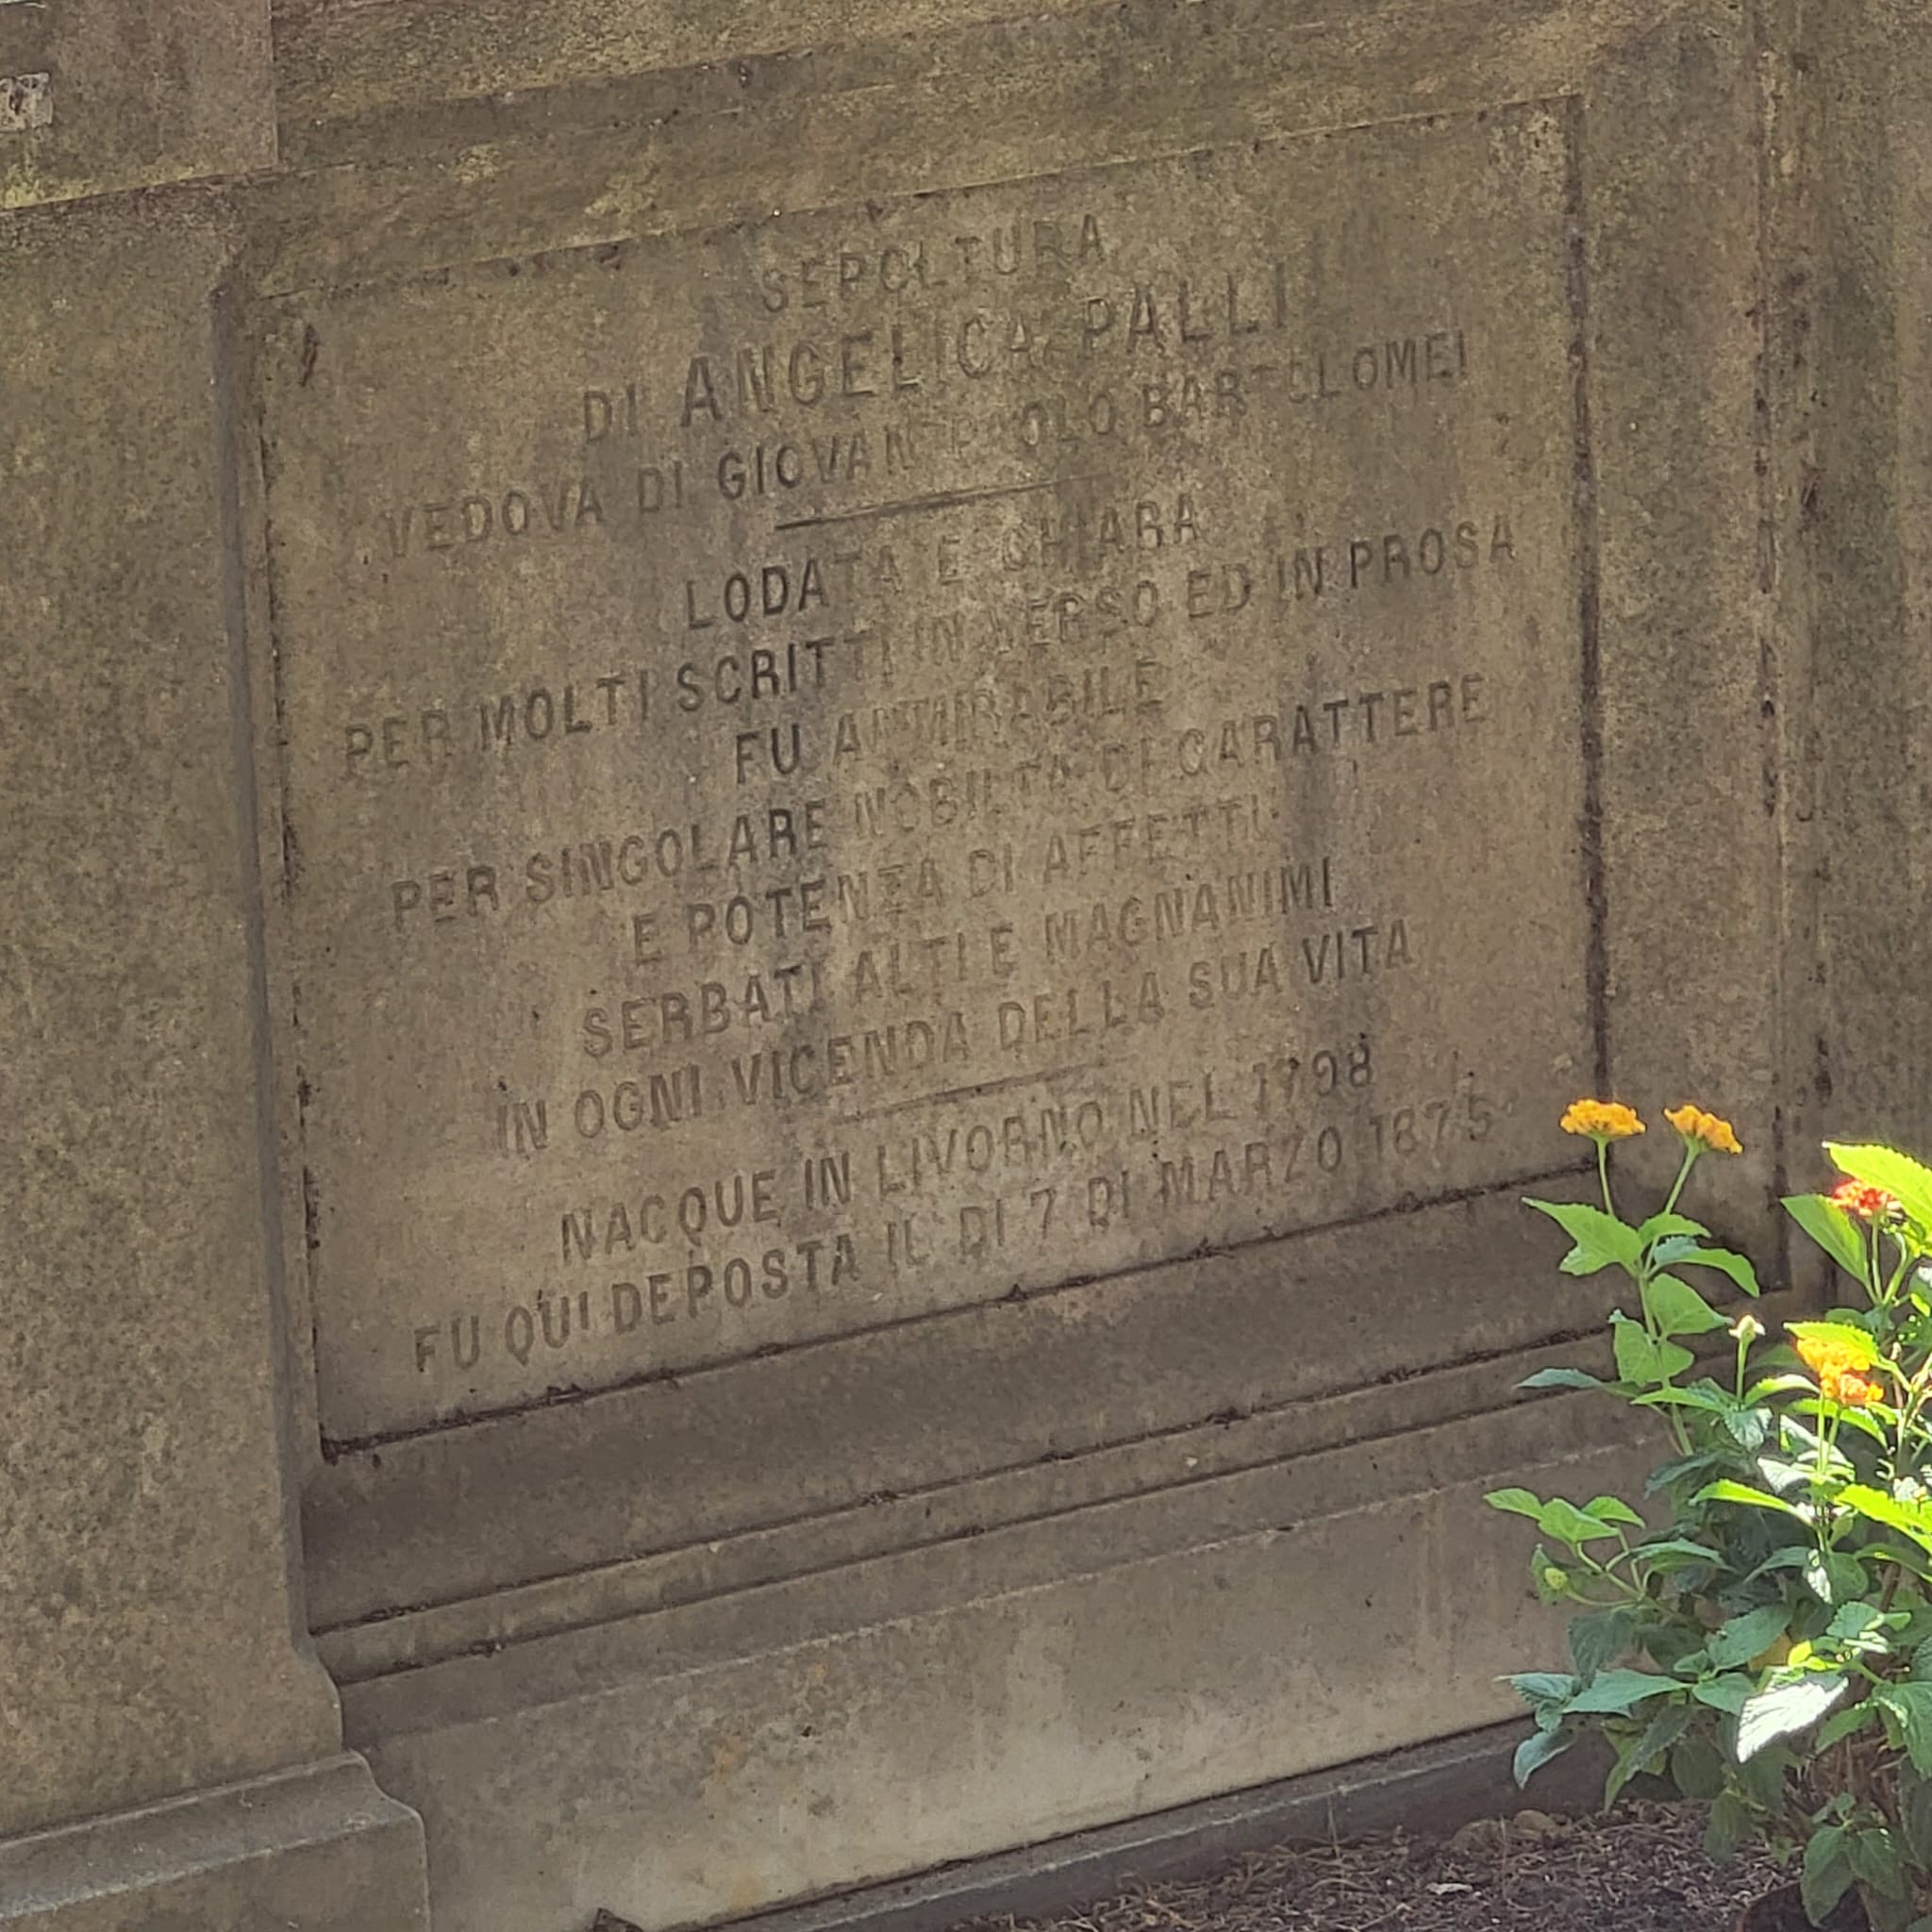 SEPOLTURA
DI ANGELICA PALLI
VEDOVA DI GIOVAN PAOLO BARTOLOMEI
LODATA E CHIARA
PER MOLTI SCRITTI IN VERSO ED IN PROSA
FU AMMIRABILE
PER SINGOLARE NOBILTA DI CARATTERE
E POTENZA DI AFFETTI
SERBATI ALTI E MAGNANIMI
IN OGNI VICENDA DELLA SUA VITA
NACQUE IN LIVORNO NEL 1798
FU QUI DEPOSTA IL DI 7 DI MARZO 1875